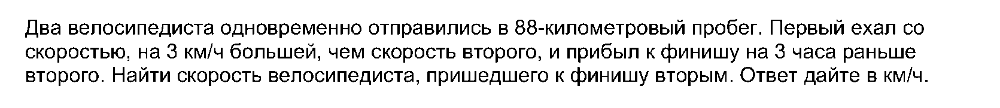 Два велосипедиста одновременно отправились в 88-километровый пробег. Первый ехал со
скоростью, на 3 км/ч большей, чем скорость второго, и прибыл к финишу на 3 часа раньше
второго. Найти скорость велосипедиста, пришедшего к финишу вторым. Ответ дайте в км/ч.